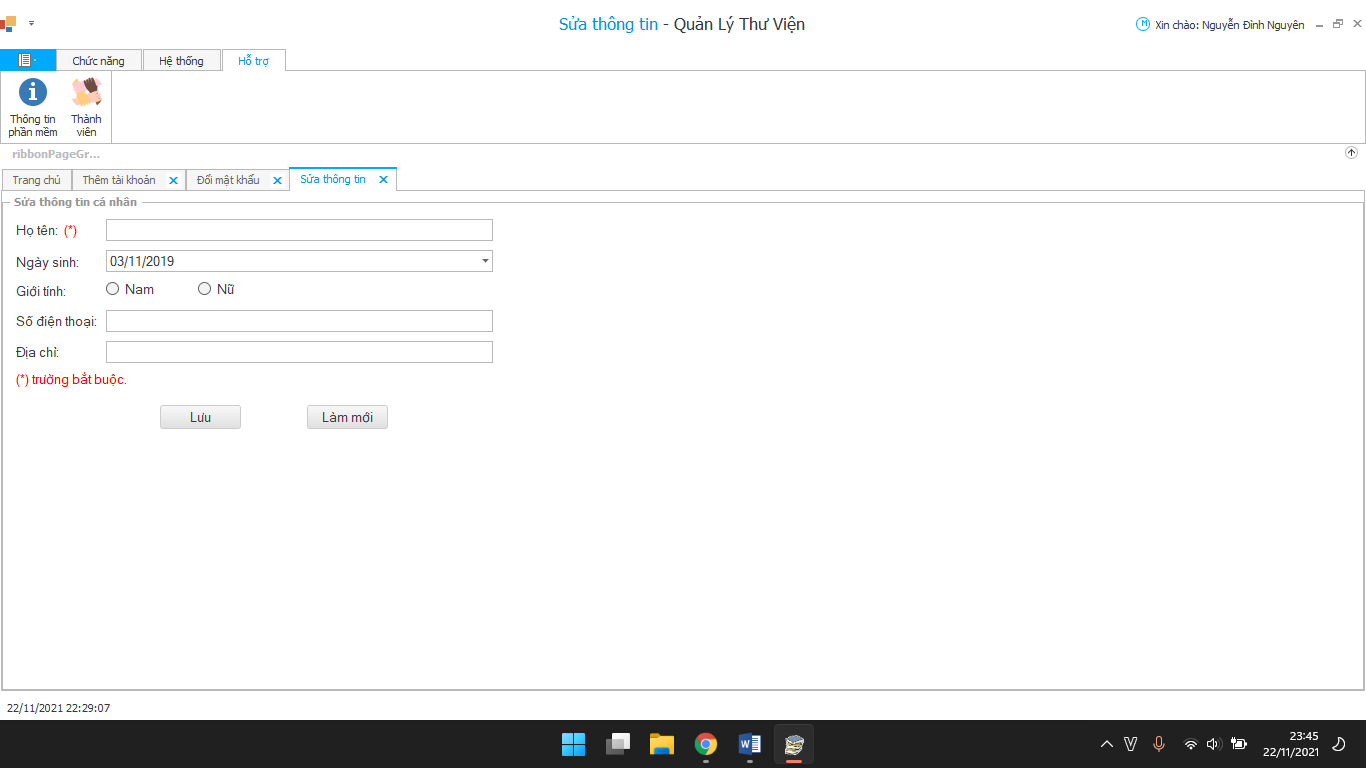 Sửa thông tin - Quản Lý Thư Viện
Xin chào: Nguyễn Đình Nguyên
Chức năng
Hệ thống
Hỗ trợ
Thông tin
phần mềm
Thành
viên
ribbonPageGr...
Trang chủ
Thêm tài khoản
Đổi mật khẩu
Sửa thông tin
Sửa thông tin cá nhân
Họ tên: (*)
Ngày sinh:
03/11/2019
Giới tính:
Nam
Nữ
Số điện thoại:
Địa chỉ:
(*) trường bắt buộc.
Lưu
Làm mới
22/11/2021 22:29:07
23:45
22/11/2021